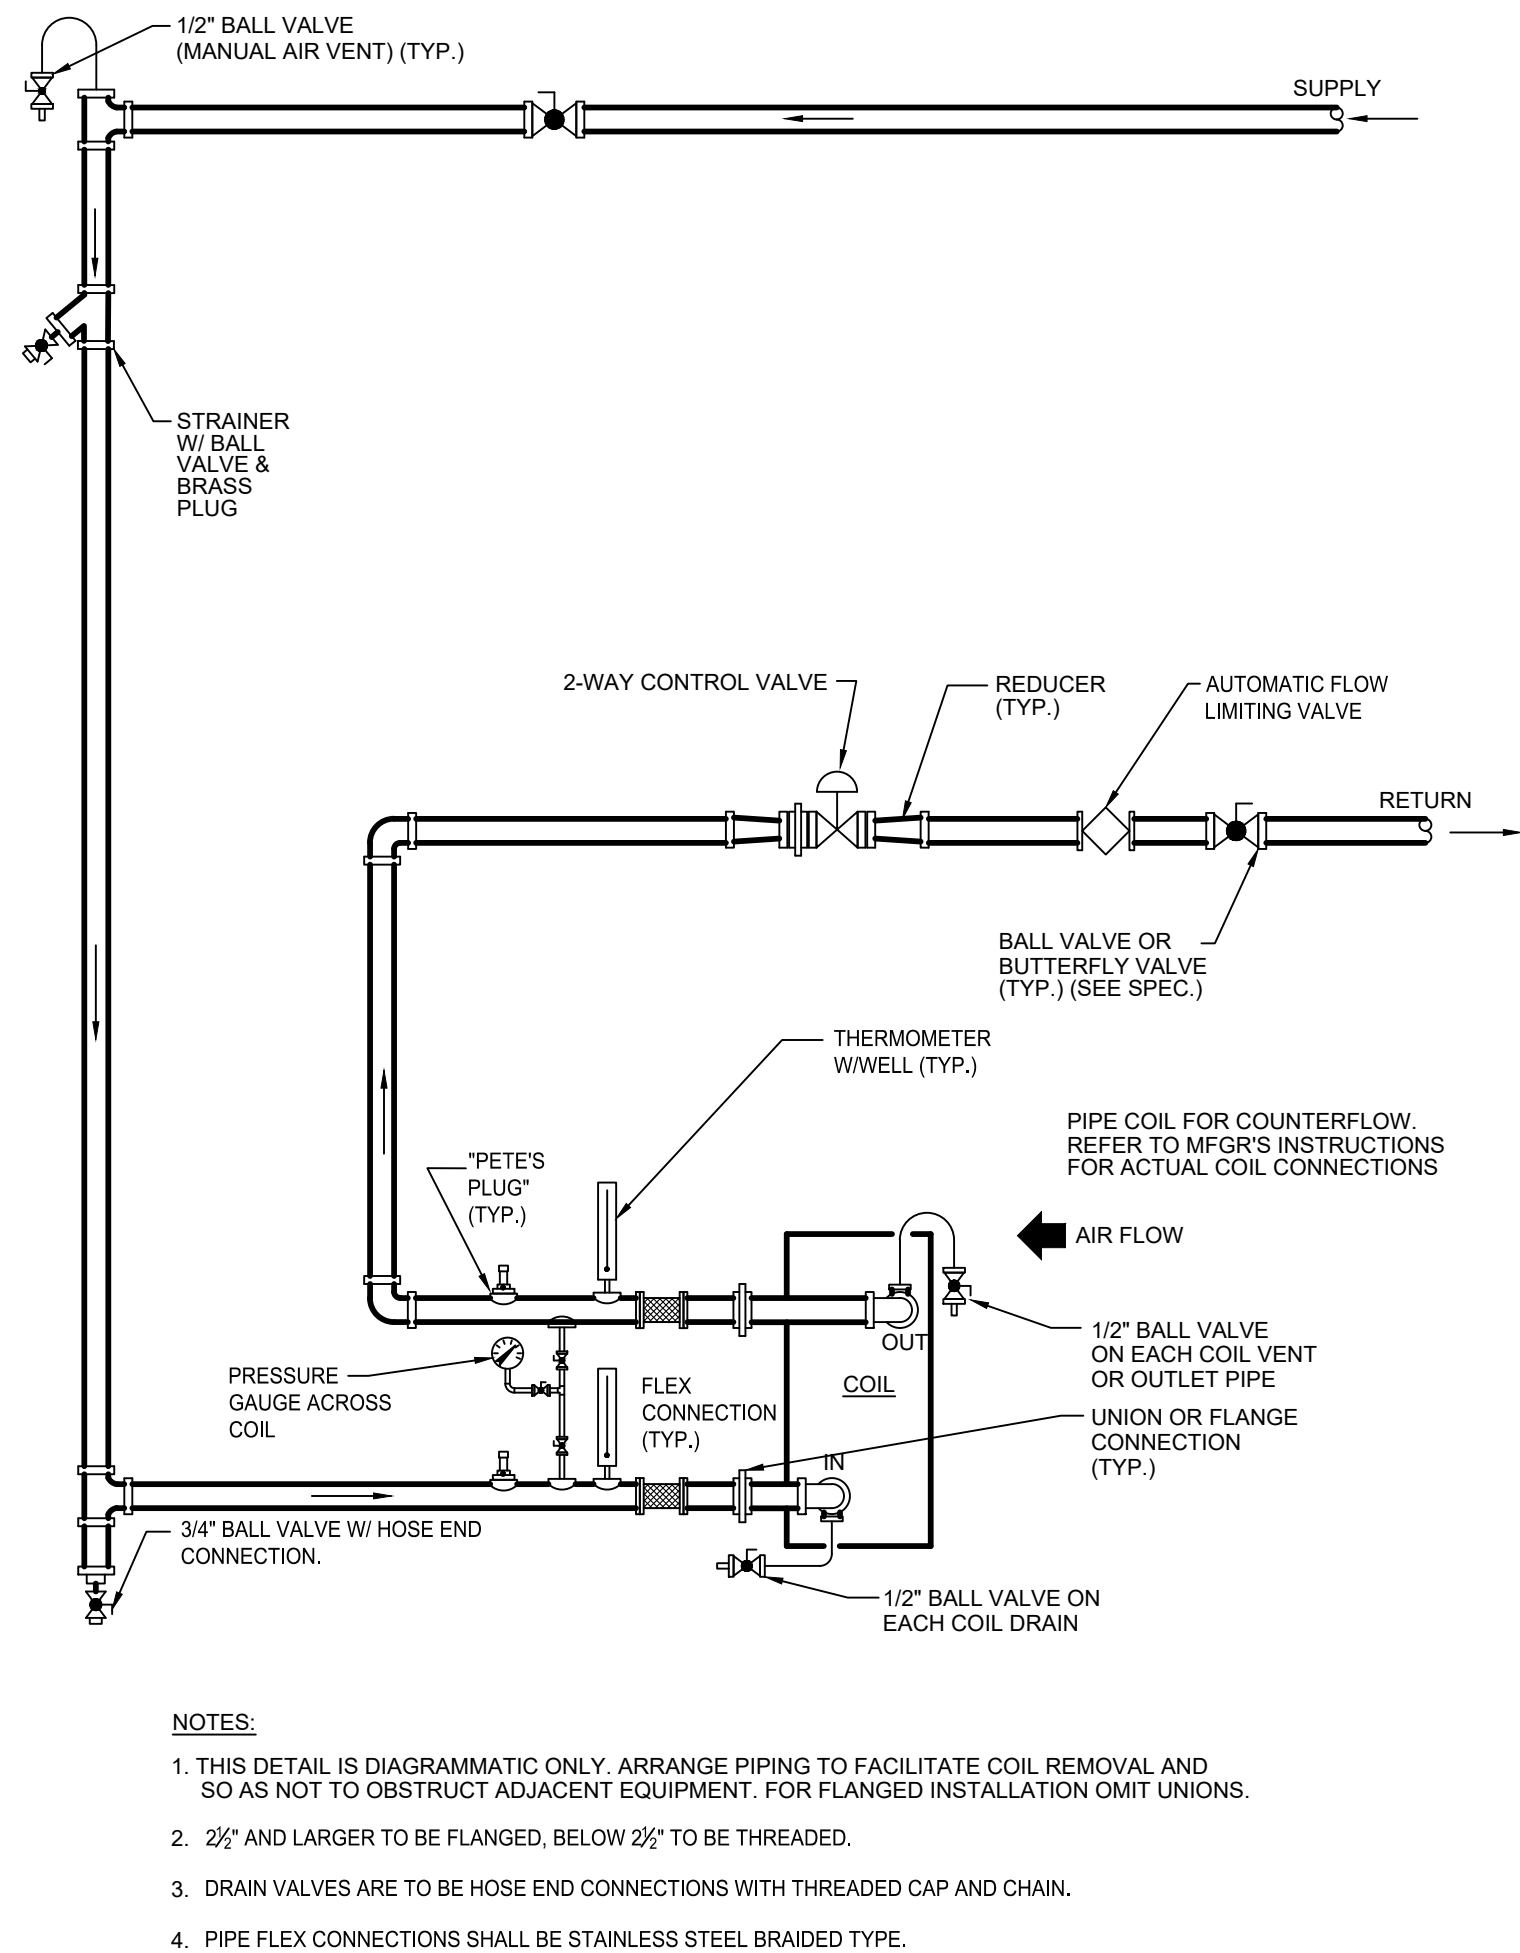 1/2" BALL VALVE
(MANUAL AIR VENT) (TYP.)
SUPPLY
STRAINER
W/ BALL
VALVE &
BRASS
PLUG
2-WAY CONTROL VALVE
REDUCER
(TYP.)
AUTOMATIC FLOW
LIMITING VALVE
RETURN
BALL VALVE OR
BUTTERFLY VALVE
(TYP.) (SEE SPEC.)
THERMOMETER
W/WELL (TYP.)
PIPE COIL FOR COUNTERFLOW.
REFER TO MFGR'S INSTRUCTIONS
FOR ACTUAL COIL CONNECTIONS
"PETE'S
PLUG"
(TYP.)
AIR FLOW
OUT
1/2" BALL VALVE
ON EACH COIL VENT
OR OUTLET PIPE
PRESSURE
GAUGE ACROSS
COIL
FLEX
CONNECTION
(TYP.)
COIL
UNION OR FLANGE
CONNECTION
(TYP.)
IN
3/4" BALL VALVE W/ HOSE END
CONNECTION.
1/2" BALL VALVE ON
EACH COIL DRAIN
NOTES:
1. THIS DETAIL IS DIAGRAMMATIC ONLY. ARRANGE PIPING TO FACILITATE COIL REMOVAL AND
SO AS NOT TO OBSTRUCT ADJACENT EQUIPMENT. FOR FLANGED INSTALLATION OMIT UNIONS.
2. 2½" AND LARGER TO BE FLANGED, BELOW 2½" TO BE THREADED.
3. DRAIN VALVES ARE TO BE HOSE END CONNECTIONS WITH THREADED CAP AND CHAIN.
4. PIPE FLEX CONNECTIONS SHALL BE STAINLESS STEEL BRAIDED TYPE.